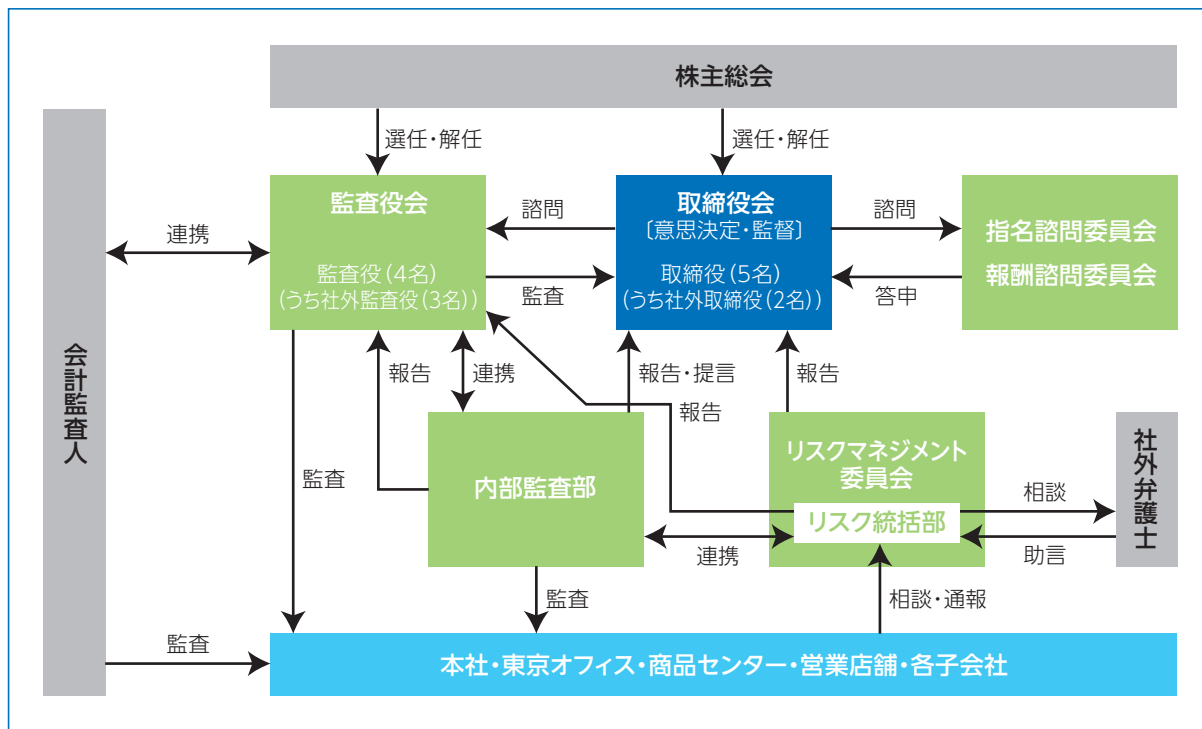 株主総会
選任・解任
選任・解任
監査役会
監査役(4名)
(うち社外監査役(3名))
諮問
監査
取締役会
〔意思決定・監督〕
取締役(5名)
(うち社外取締役(2名))
諮問
答申
指名諮問委員会
報酬諮問委員会
連携
会計監査人
報告
連携
報告・提言
報告
報告
内部監査部
リスクマネジメント
委員会
リスク統括部
相談
助言
社外弁護士
監査
連携
監査
相談・通報
監査
本社・東京オフィス・商品センター・営業店舗・各子会社